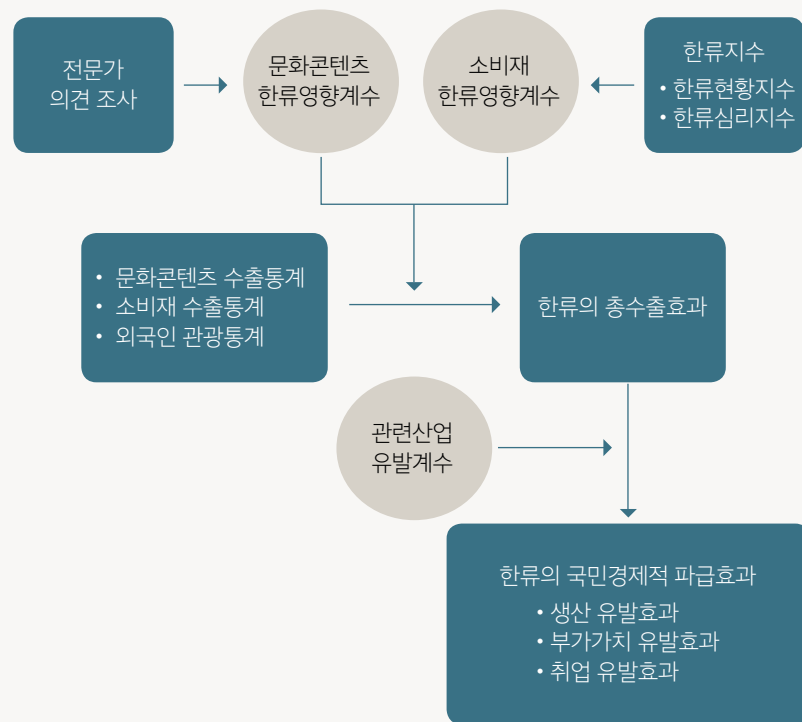 전문가
의견 조사
문화콘텐츠
한류영향계수
소비재
한류영향계수
한류지수
• 한류현황지수
• 한류심리지수
• 문화콘텐츠 수출통계
• 소비재 수출통계
• 외국인 관광통계
한류의 총수출효과
관련산업
유발계수
한류의 국민경제적 파급효과
• 생산 유발효과
• 부가가치 유발효과
• 취업 유발효과